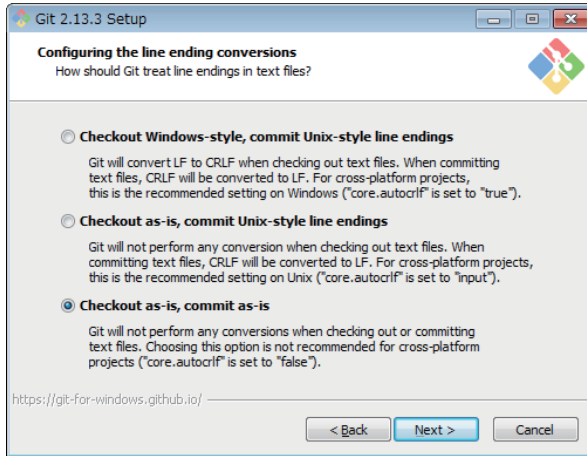 Git 2.13.3 Setup
Configuring the line ending conversions
How should Git treat line endings in text files?
Checkout Windows-style, commit Unix-style line endings
Git will convert LF to CRLF when checking out text files. When committing
text files, CRLF will be converted to LF. For cross-platform projects,
this is the recommended setting on Windows ("core.autocrlf" is set to "true").
Checkout as-is, commit Unix-style line endings
Git will not perform any conversion when checking out text files. When
committing text files, CRLF will be converted to LF. For cross-platform projects,
this is the recommended setting on Unix ("core.autocrlf" is set to "input").
Checkout as-is, commit as-is
Git will not perform any conversions when checking out or committing
text files. Choosing this option is not recommended for cross-platform
projects ("core.autocrlf" is set to "false").
https://git-for-windows.github.io/
< Back
Next >
Cancel